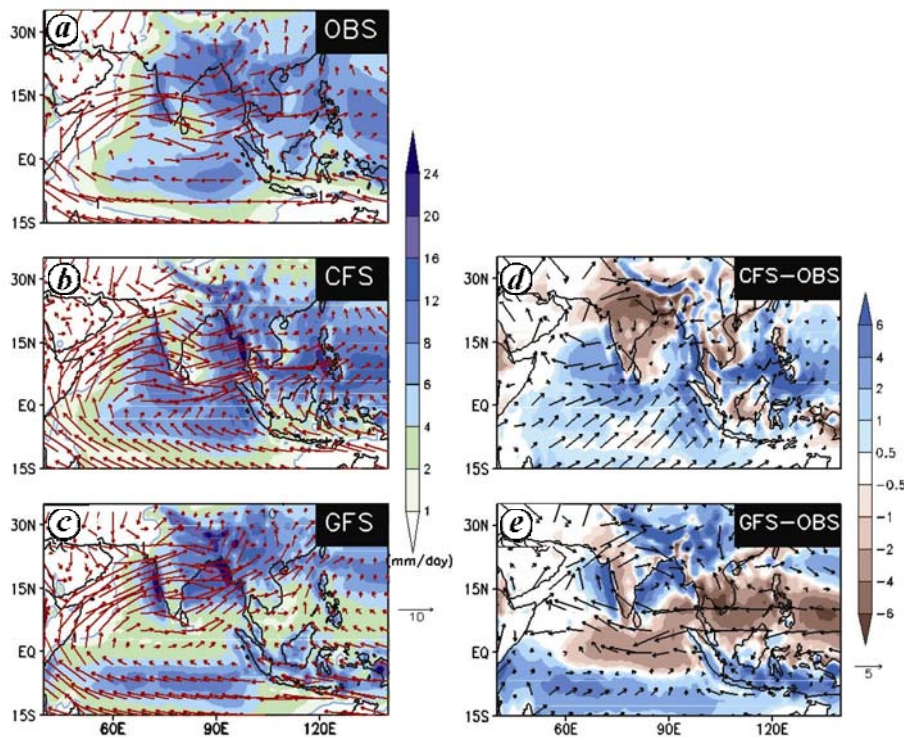 a OBS
30N
15N
EQ
15S
24
20
16
12
8
6
4
2
1
(mm/day)
10
b CFS
30N
15N
EQ
15S
d CFS-OBS
30N
15N
EQ
15S
6
4
2
1
0.5
-0.5
-1
-2
-4
-6
5
c GFS
30N
15N
EQ
15S
60E 90E 120E
e GFS-OBS
30N
15N
EQ
15S
60E 90E 120E